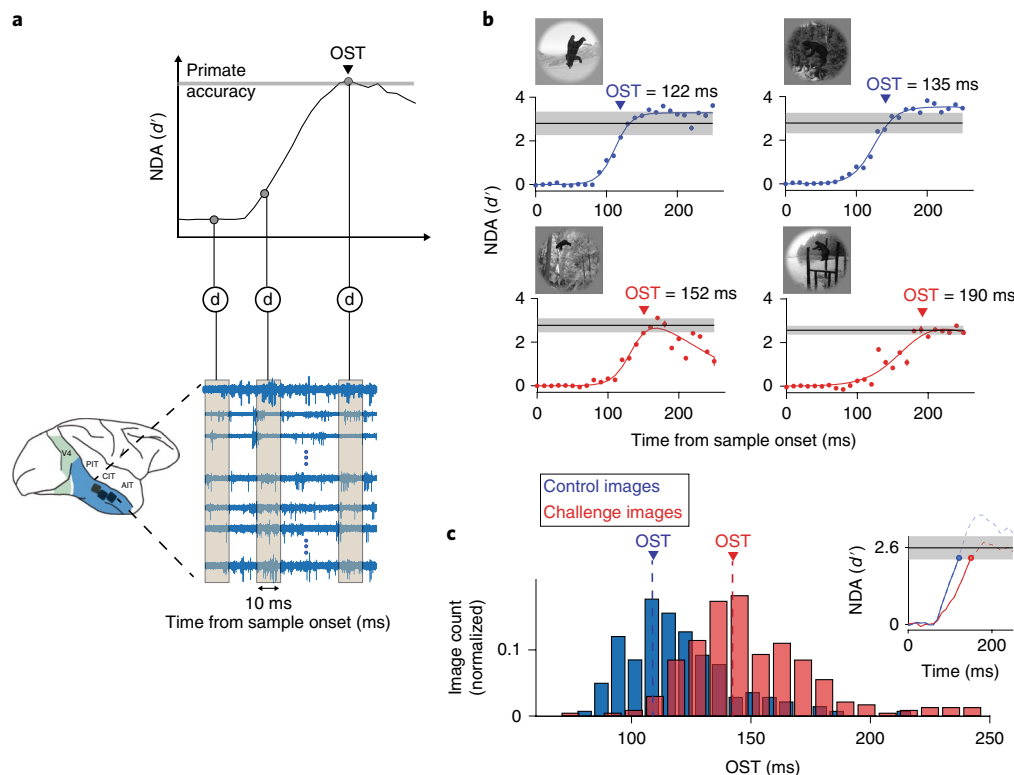 a
OST
Primate
accuracy
NDA (d′)
d
d
d
V4
PIT
CIT
AIT
10 ms
Time from sample onset (ms)
b
OST = 122 ms
4
2
0
0
100
200
OST = 135 ms
4
2
0
0
100
200
NDA (d′)
OST = 152 ms
4
2
0
0
100
200
OST = 190 ms
4
2
0
0
100
200
Time from sample onset (ms)
Control images
Challenge images
c
OST
OST
Image count
(normalized)
0.1
0
100
150
200
250
OST (ms)
NDA (d′)
2.6
0
0
200
Time (ms)